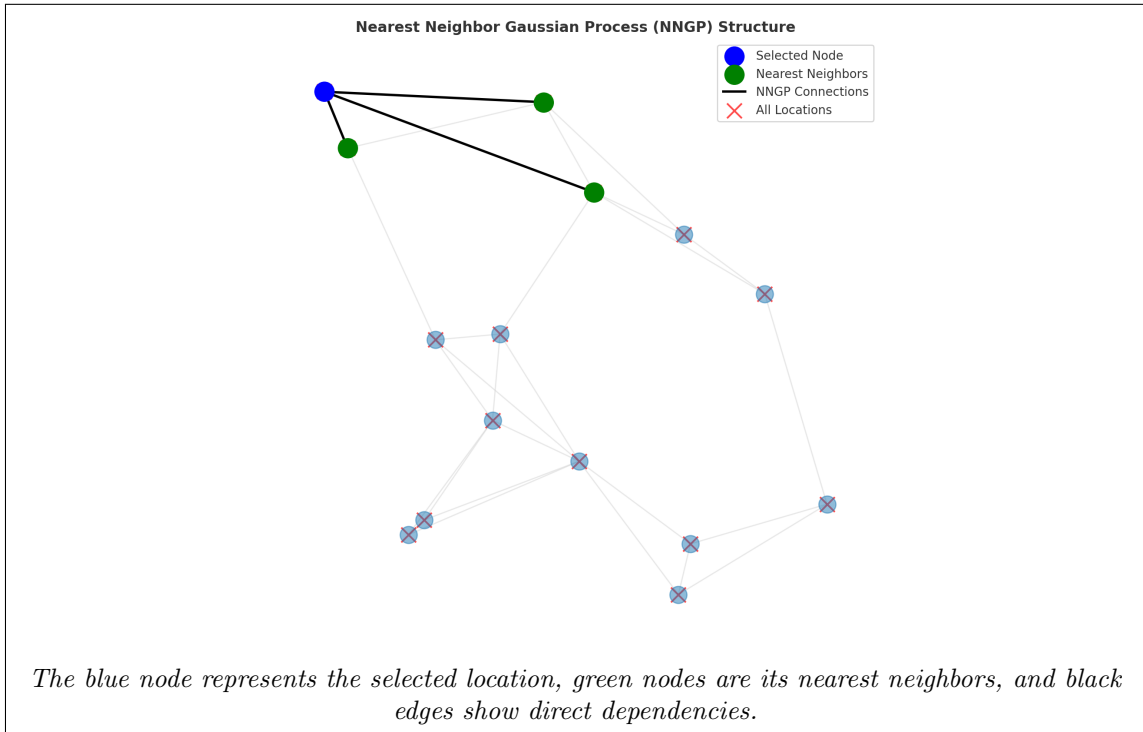 Nearest Neighbor Gaussian Process (NNGP) Structure
Selected Node
Nearest Neighbors
NNGP Connections
All Locations
The blue node represents the selected location, green nodes are its nearest neighbors, and black
edges show direct dependencies.